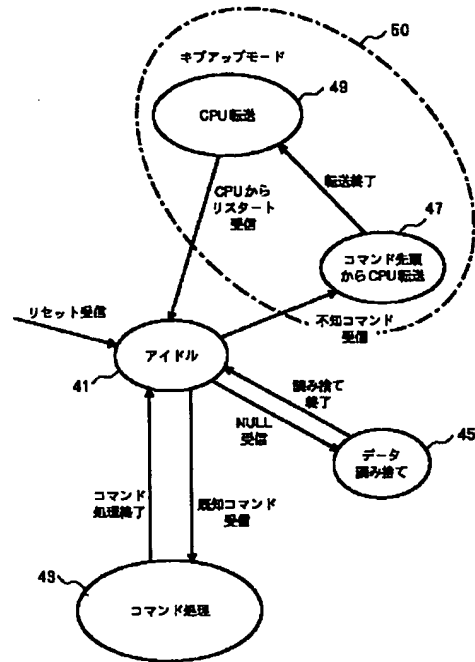 50
ギブアップモード
49
CPU転送
CPUから
リスタート
受信
転送終了
47
コマンド先頭
からCPU転送
リセット受信
不知コマンド
受信
アイドル
41
読み捨て
終了
NULL
受信
45
データ
読み捨て
コマンド
処理終了
既知コマンド
受信
43
コマンド処理